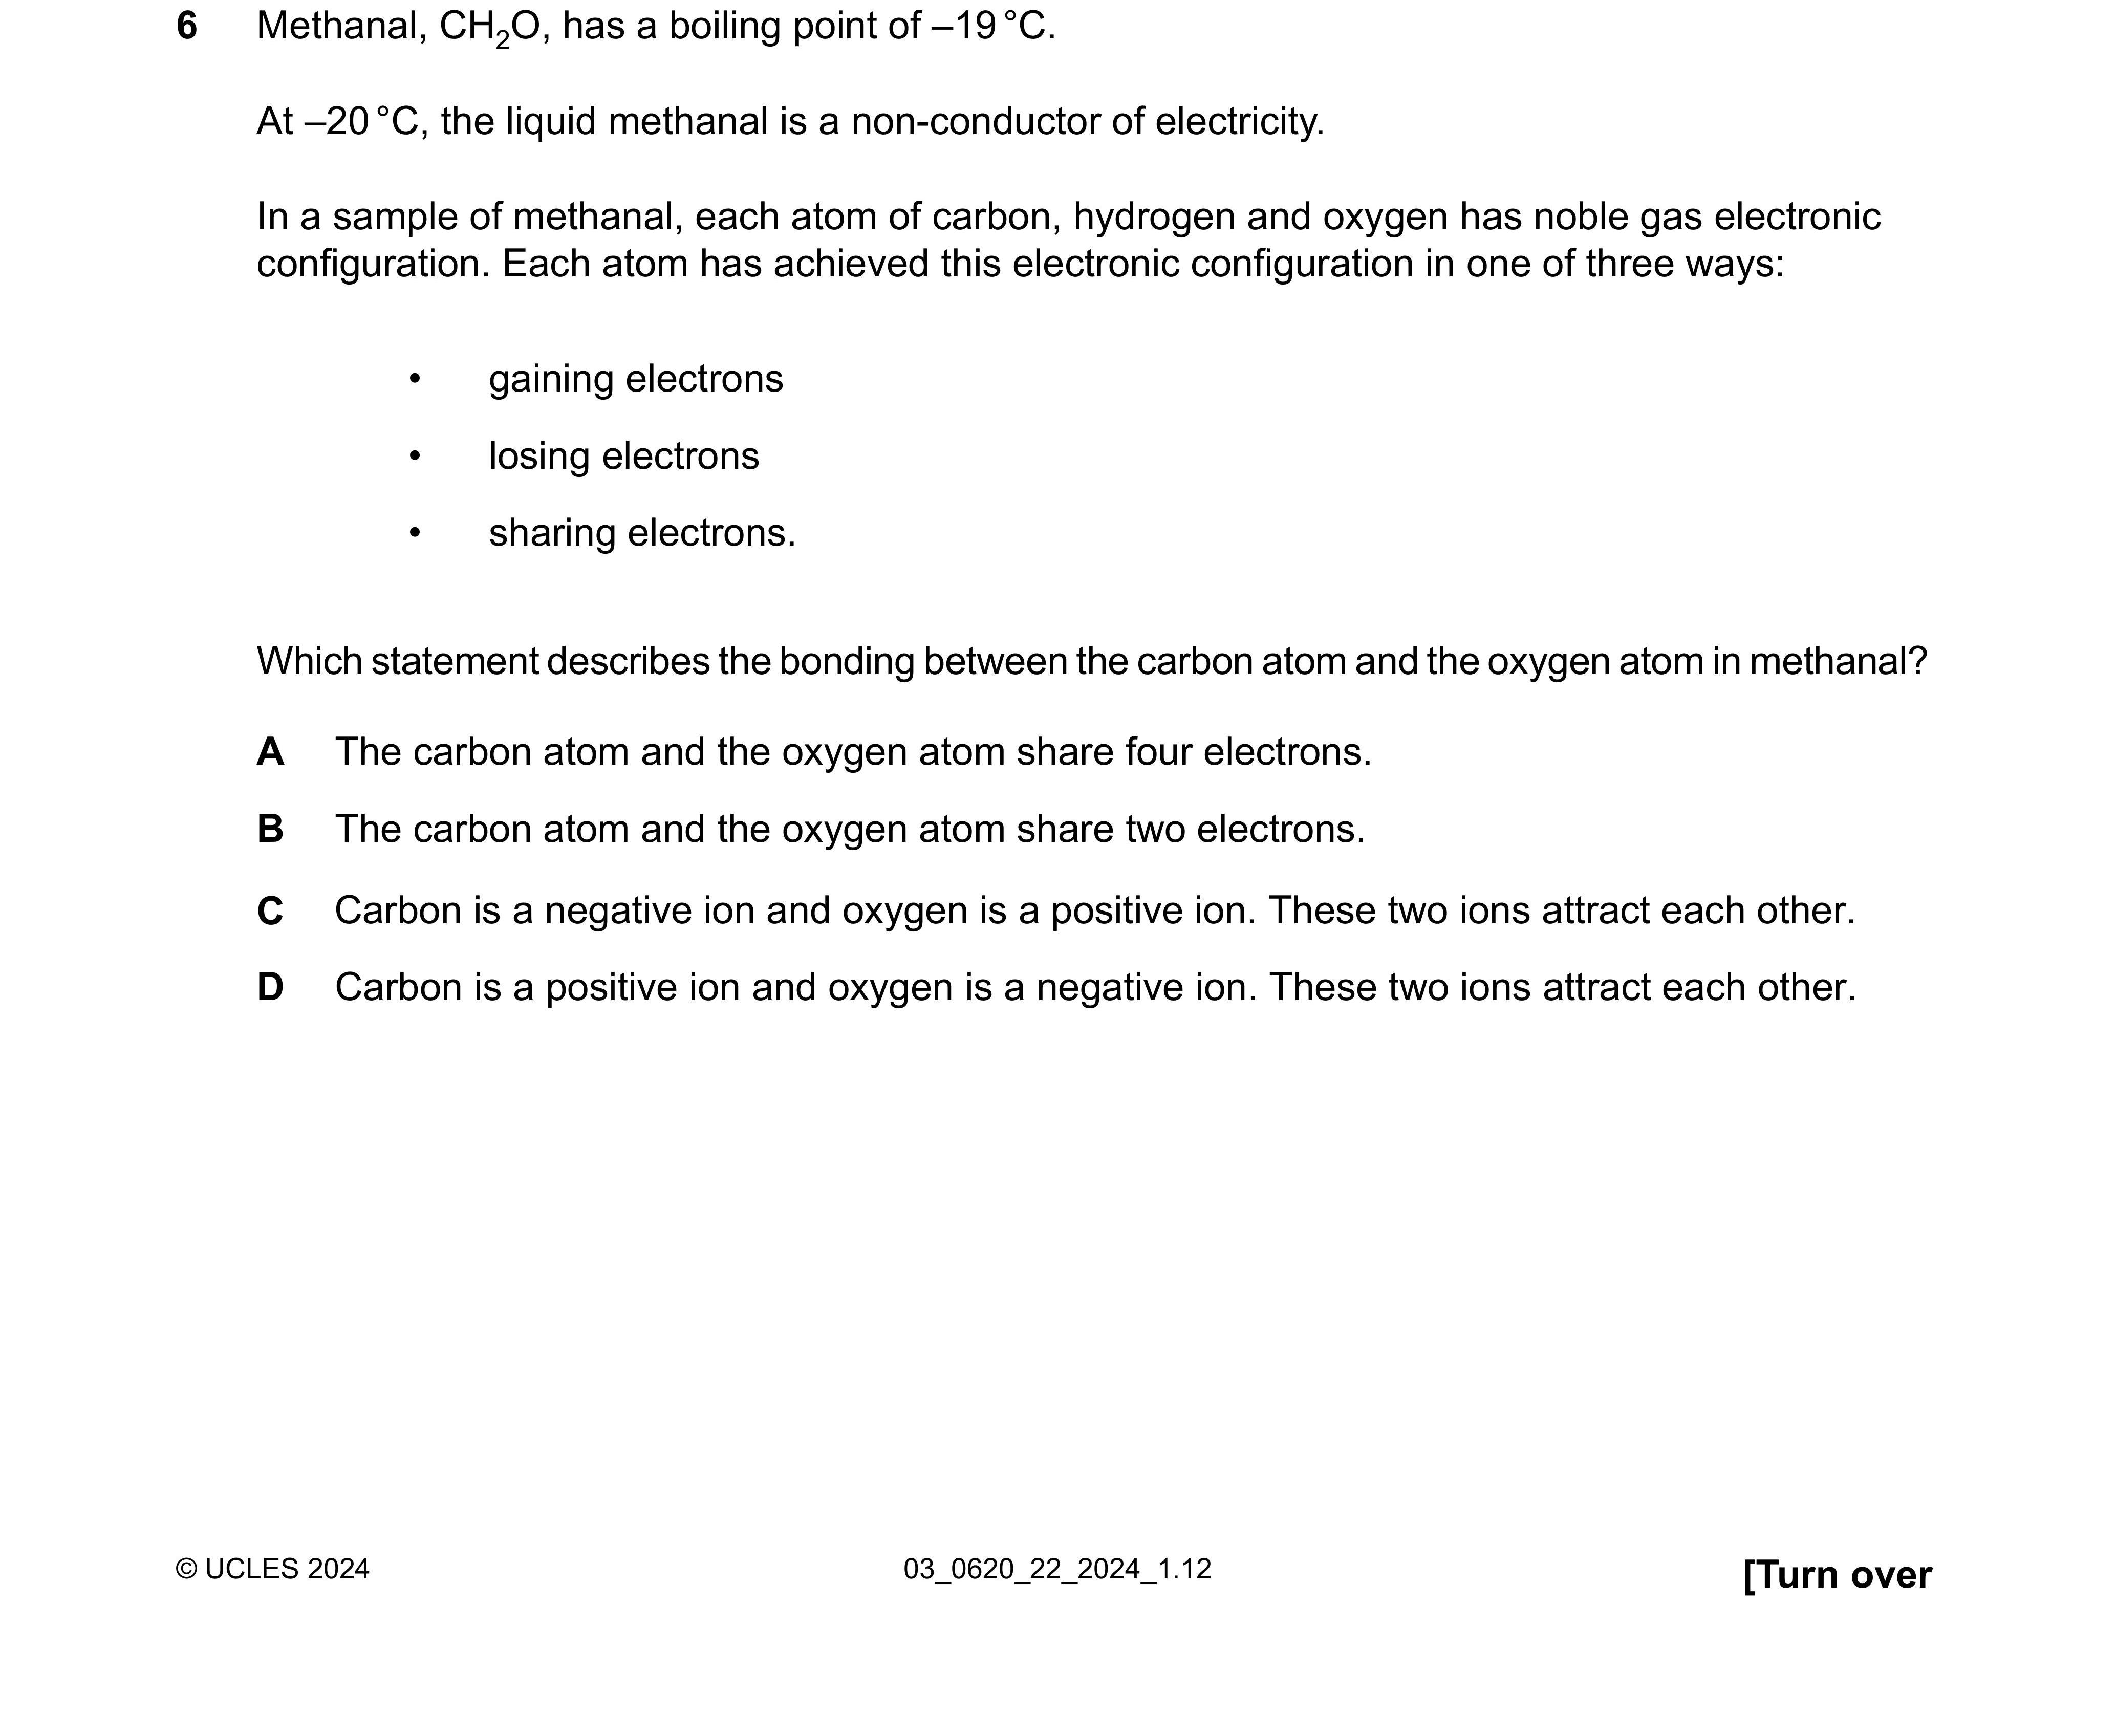 6 Methanal, CH₂O, has a boiling point of –19 °C.
At –20 °C, the liquid methanal is a non-conductor of electricity.
In a sample of methanal, each atom of carbon, hydrogen and oxygen has noble gas electronic
configuration. Each atom has achieved this electronic configuration in one of three ways:
• gaining electrons
• losing electrons
• sharing electrons.
Which statement describes the bonding between the carbon atom and the oxygen atom in methanal?
A The carbon atom and the oxygen atom share four electrons.
B The carbon atom and the oxygen atom share two electrons.
C Carbon is a negative ion and oxygen is a positive ion. These two ions attract each other.
D Carbon is a positive ion and oxygen is a negative ion. These two ions attract each other.
© UCLES 2024 03_0620_22_2024_1.12 [Turn over